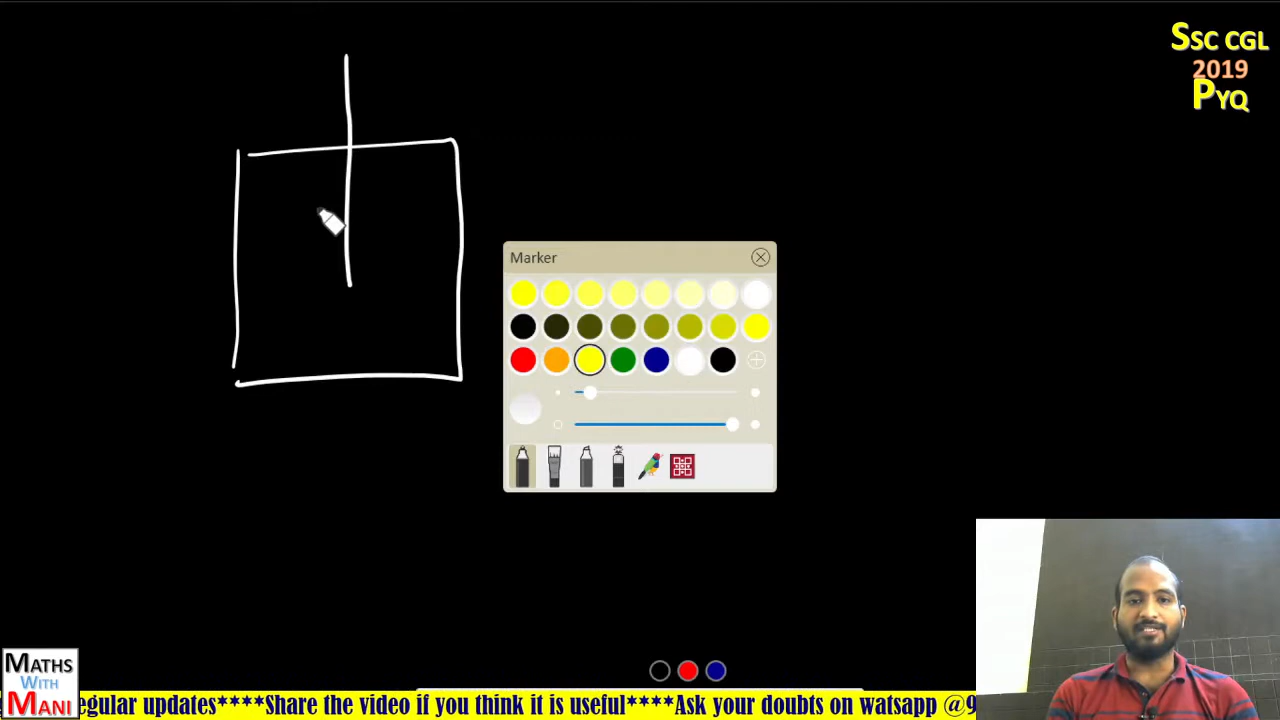 SSC CGL
2019
PYQ
Marker
MATHS
WITH
MANI
egular updates****Share the video if you think it is useful****Ask your doubts on watsapp @9